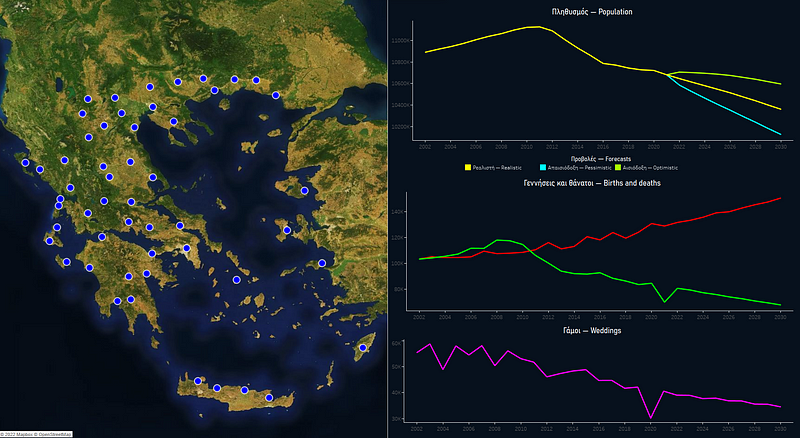 Πληθυσμός — Population
11000K
10800K
10600K
10400K
10200K
2002 2004 2006 2008 2010 2012 2014 2016 2018 2020 2022 2024 2026 2028 2030
Προβολές — Forecasts
Ρεαλιστή — Realistic Απαισιόδοξη — Pessimistic Αισιόδοξη — Optimistic
Γεννήσεις και θάνατοι — Births and deaths
140K
120K
100K
80K
2002 2004 2006 2008 2010 2012 2014 2016 2018 2020 2022 2024 2026 2028 2030
Γάμοι — Weddings
60K
50K
40K
30K
2002 2004 2006 2008 2010 2012 2014 2016 2018 2020 2022 2024 2026 2028 2030
© 2022 Mapbox © OpenStreetMap